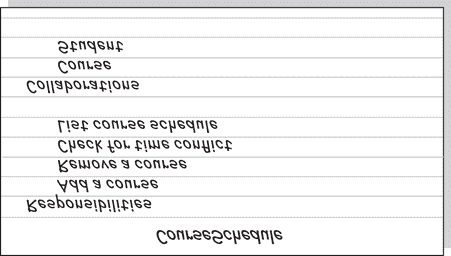 CourseSchedule
Responsibilities
Add a course
Remove a course
Check for time conflict
List course schedule
Collaborations
Course
Student